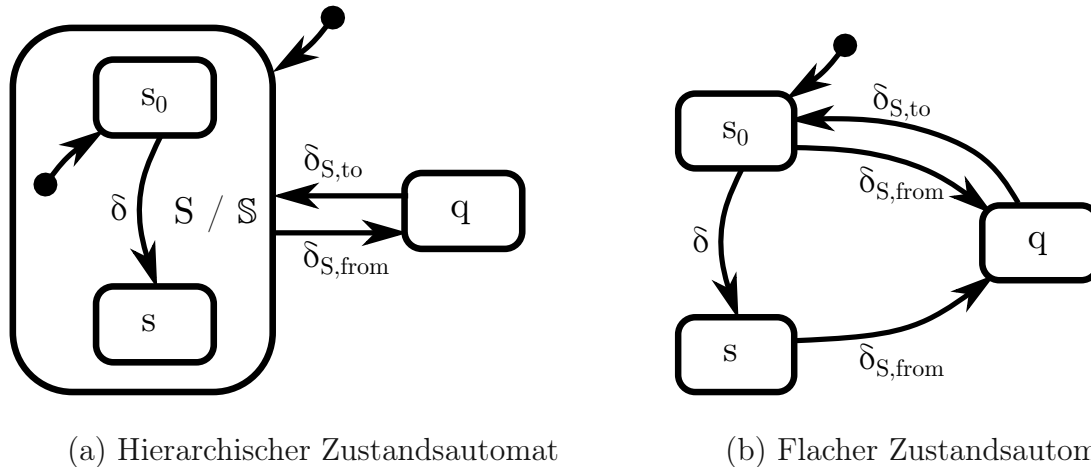 s₀
δ
S / 𝕊
s
δS,to
δS,from
q
s₀
δ
s
δS,to
δS,from
δS,from
q
(a) Hierarchischer Zustandsautomat
(b) Flacher Zustandsautom